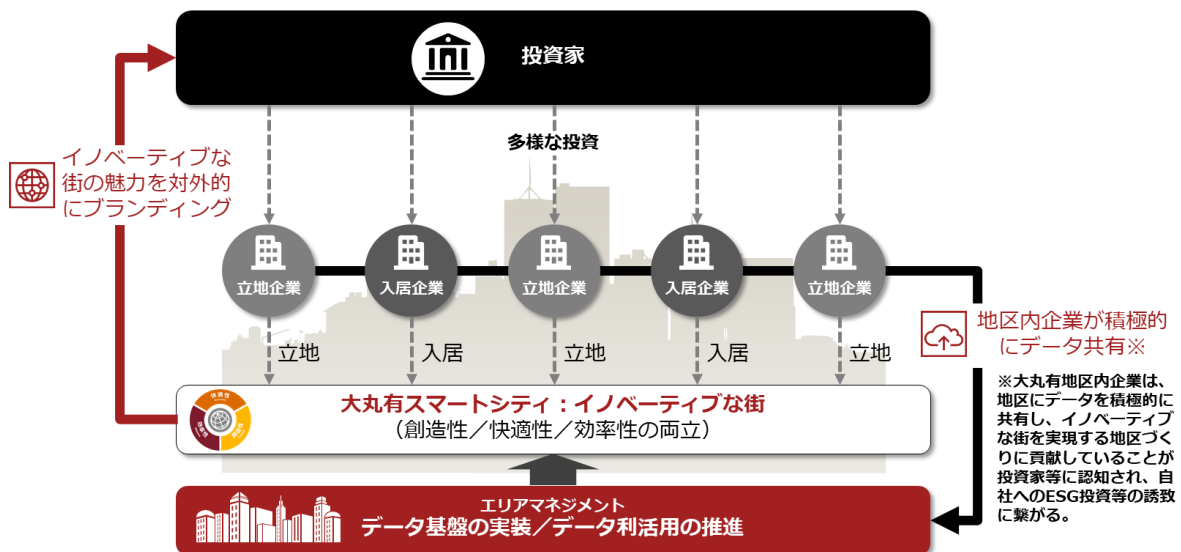 投資家
多様な投資
イノベーティブな
街の魅力を対外的
にブランディング
立地企業
入居企業
立地企業
入居企業
立地企業
地区内企業が積極的
にデータ共有※
立地
入居
立地
入居
立地
※大丸有地区内企業は、
地区にデータを積極的に
共有し、イノベーティブ
な街を実現する地区づく
りに貢献していることが
投資家等に認知され、自
社へのESG投資等の誘致
に繋がる。
快適性
効率性
創造性
大丸有スマートシティ：イノベーティブな街
（創造性／快適性／効率性の両立）
エリアマネジメント
データ基盤の実装／データ利活用の推進